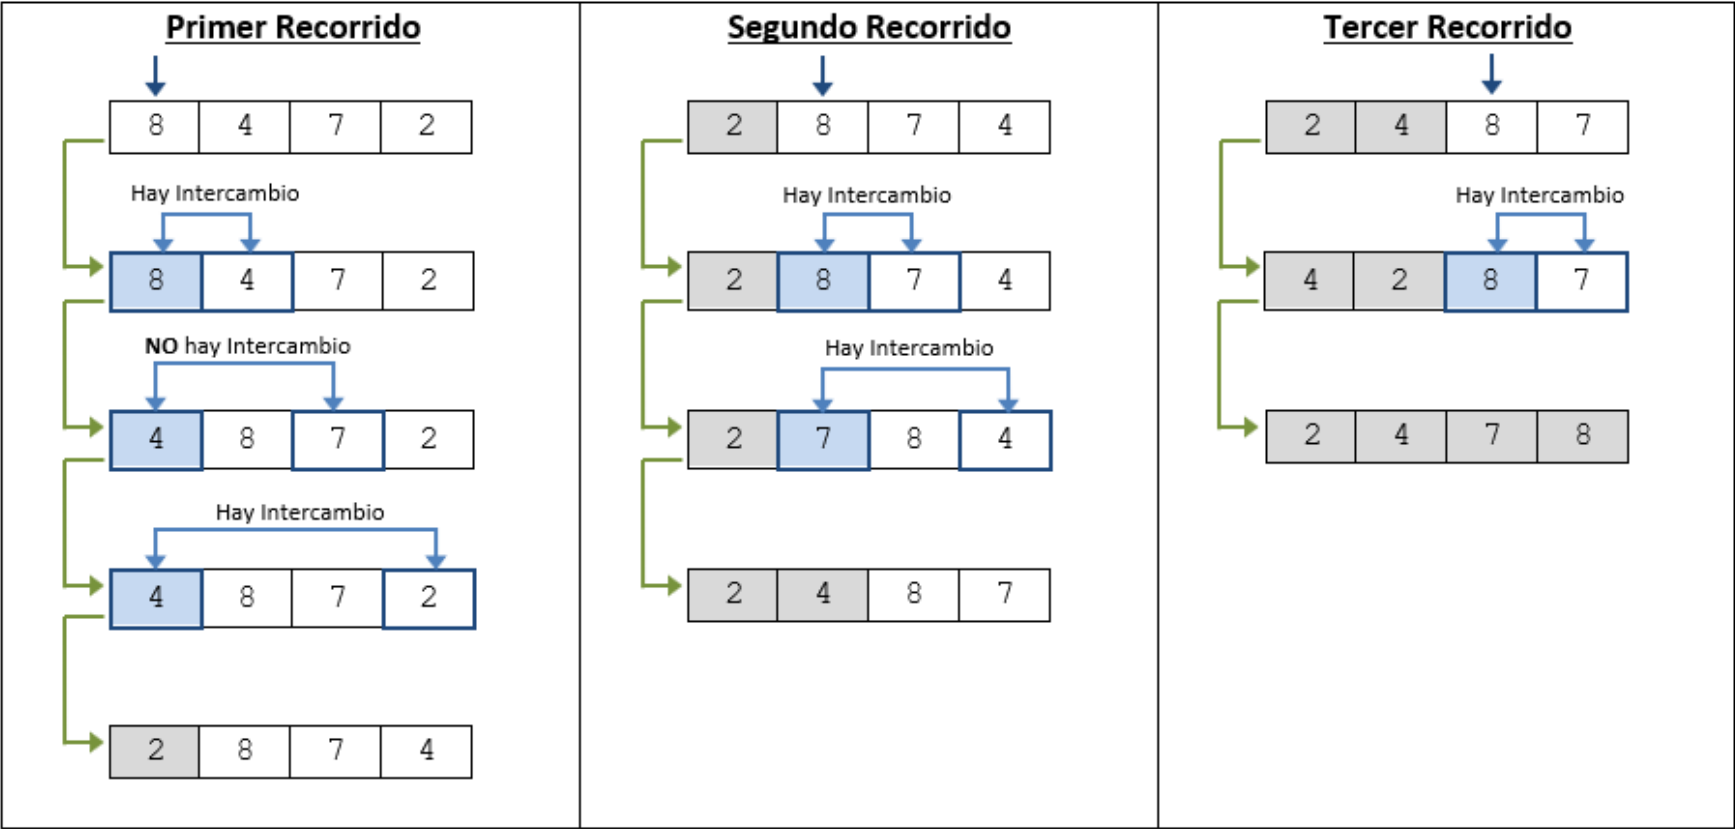 Primer Recorrido
8 4 7 2
Hay Intercambio
8 4 7 2
NO hay Intercambio
4 8 7 2
Hay Intercambio
4 8 7 2
2 8 7 4
Segundo Recorrido
2 8 7 4
Hay Intercambio
2 8 7 4
Hay Intercambio
2 7 8 4
2 4 8 7
Tercer Recorrido
2 4 8 7
Hay Intercambio
4 2 8 7
2 4 7 8